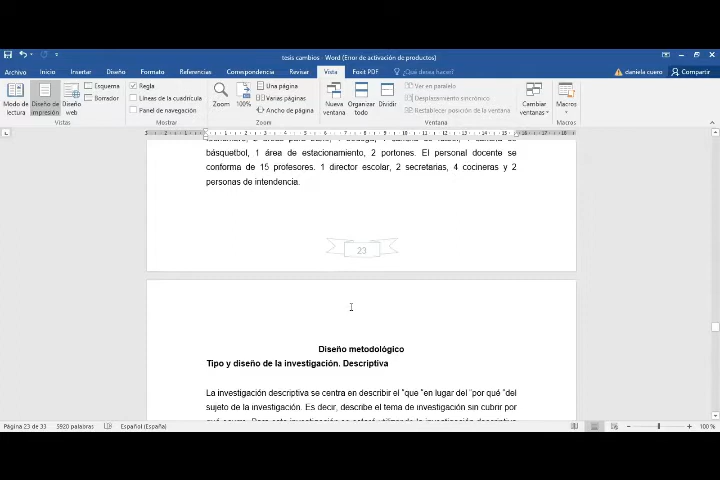 tesis cambios - Word (Error de activación de productos)
Archivo Inicio Insertar Diseño Formato Referencias Correspondencia Revisar Vista Foxit PDF ¿Qué desea hacer? daniela cuero Compartir
Modo de lectura
Diseño de impresión
Diseño web
Esquema
Borrador
Vistas
Regla
Líneas de la cuadrícula
Panel de navegación
Mostrar
Zoom
100%
Una página
Varias páginas
Ancho de página
Zoom
Nueva ventana
Organizar todo
Dividir
Ver en paralelo
Desplazamiento sincrónico
Restablecer posición de la ventana
Ventana
Cambiar ventanas
Macros
Macros
básquetbol, 1 área de estacionamiento, 2 portones. El personal docente se
conforma de 15 profesores. 1 director escolar, 2 secretarias, 4 cocineras y 2
personas de intendencia.
23
Diseño metodológico
Tipo y diseño de la investigación. Descriptiva
La investigación descriptiva se centra en describir el "que "en lugar del "por qué "del
sujeto de la investigación. Es decir, describe el tema de investigación sin cubrir por
Página 23 de 33 5920 palabras Español (España) 100 %